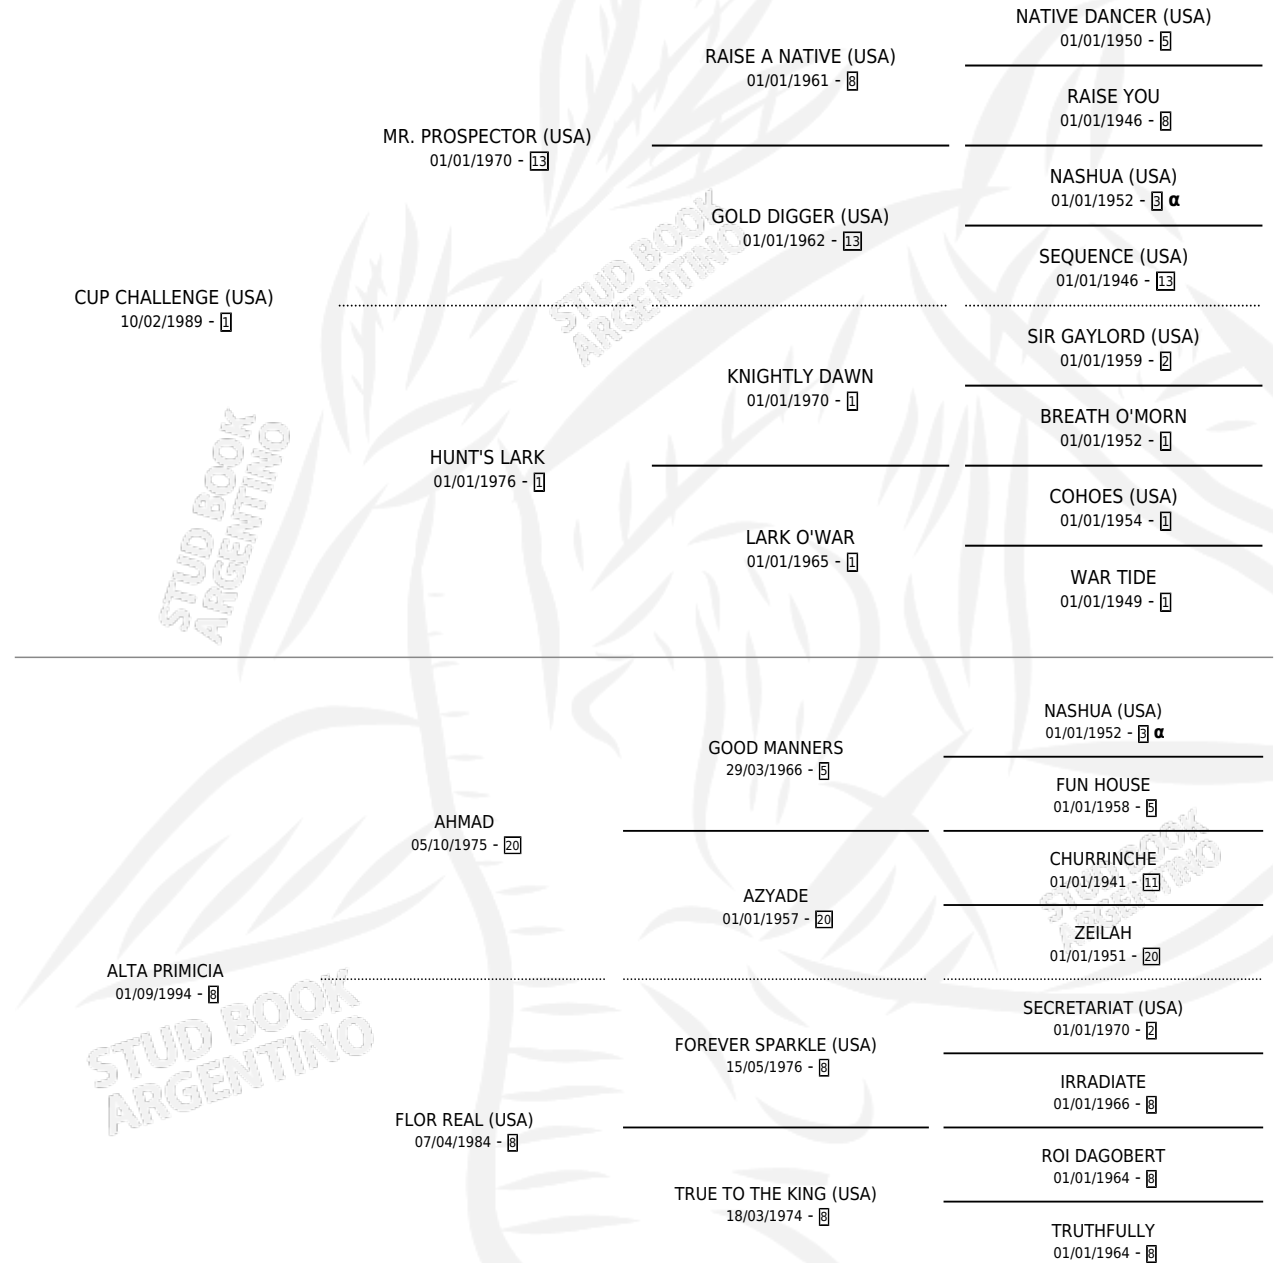 NATIVE DANCER (USA)
01/01/1950 - 5
RAISE A NATIVE (USA)
01/01/1961 - 8
RAISE YOU
01/01/1946 - 8
MR. PROSPECTOR (USA)
01/01/1970 - 13
NASHUA (USA)
01/01/1952 - 3 α
GOLD DIGGER (USA)
01/01/1962 - 13
SEQUENCE (USA)
01/01/1946 - 13
STUD BOOK
ARGENTINO
CUP CHALLENGE (USA)
10/02/1989 - 1
SIR GAYLORD (USA)
01/01/1959 - 2
KNIGHTLY DAWN
01/01/1970 - 1
BREATH O'MORN
01/01/1952 - 1
HUNT'S LARK
01/01/1976 - 1
COHOES (USA)
01/01/1954 - 1
LARK O'WAR
01/01/1965 - 1
WAR TIDE
01/01/1949 - 1
STUD BOOK
ARGENTINO
NASHUA (USA)
01/01/1952 - 3 α
GOOD MANNERS
29/03/1966 - 5
FUN HOUSE
01/01/1958 - 5
AHMAD
05/10/1975 - 20
CHURRINCHE
01/01/1941 - 11
AZYADE
01/01/1957 - 20
ZEILAH
01/01/1951 - 20
STUD BOOK
ARGENTINO
ALTA PRIMICIA
01/09/1994 - 8
SECRETARIAT (USA)
01/01/1970 - 2
FOREVER SPARKLE (USA)
15/05/1976 - 8
IRRADIATE
01/01/1966 - 8
STUD BOOK
ARGENTINO
FLOR REAL (USA)
07/04/1984 - 8
ROI DAGOBERT
01/01/1964 - 8
TRUE TO THE KING (USA)
18/03/1974 - 8
TRUTHFULLY
01/01/1964 - 8